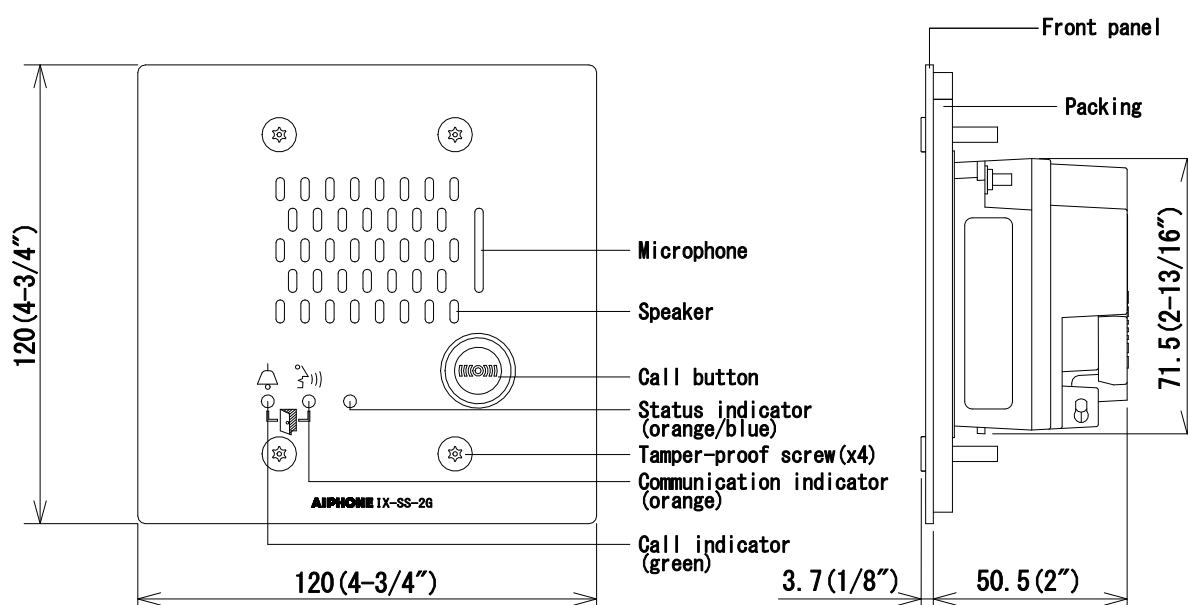 Front panel
Packing
120(4-3/4″)
Microphone
Speaker
Call button
Status indicator
(orange/blue)
Tamper-proof screw(x4)
Communication indicator
(orange)
AIPHONE IX-SS-2G
Call indicator
(green)
120(4-3/4″)
71.5(2-13/16″)
3.7(1/8″)
50.5(2″)